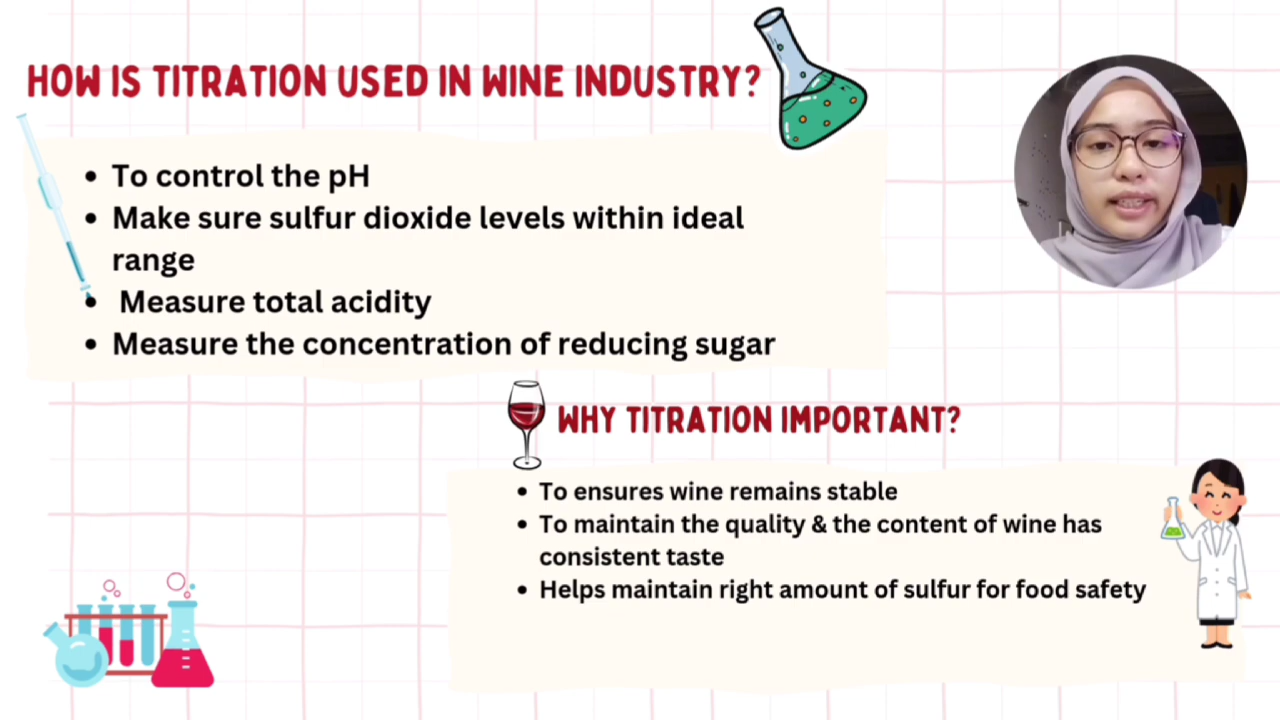 HOW IS TITRATION USED IN WINE INDUSTRY?
• To control the pH
• Make sure sulfur dioxide levels within ideal
range
• Measure total acidity
• Measure the concentration of reducing sugar
WHY TITRATION IMPORTANT?
• To ensures wine remains stable
• To maintain the quality & the content of wine has
consistent taste
• Helps maintain right amount of sulfur for food safety